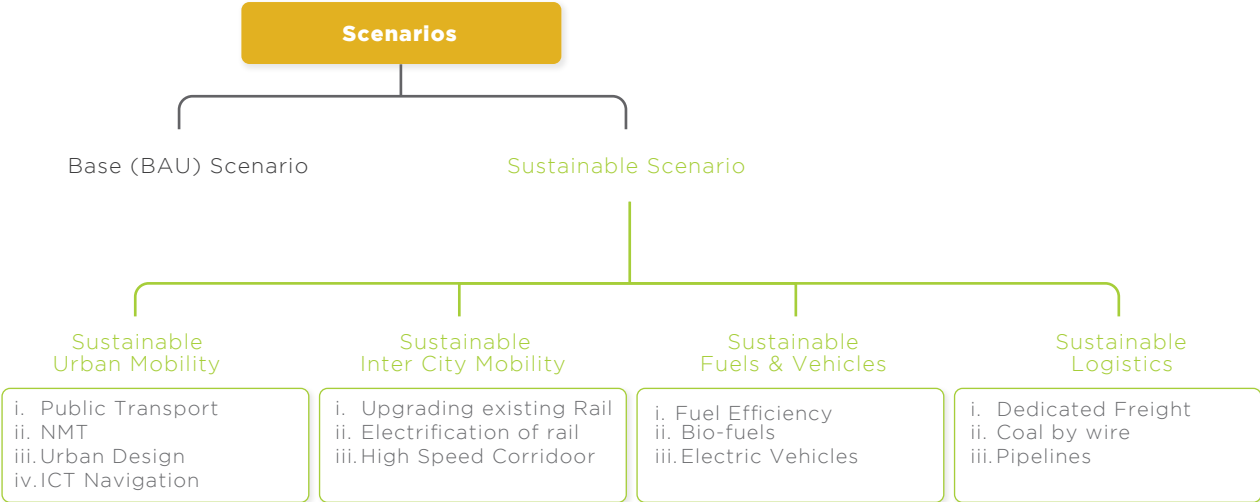 Scenarios
Base (BAU) Scenario
Sustainable Scenario
Sustainable
Urban Mobility
i. Public Transport
ii. NMT
iii. Urban Design
iv. ICT Navigation
Sustainable
Inter City Mobility
i. Upgrading existing Rail
ii. Electrification of rail
iii. High Speed Corridoor
Sustainable
Fuels & Vehicles
i. Fuel Efficiency
ii. Bio-fuels
iii. Electric Vehicles
Sustainable
Logistics
i. Dedicated Freight
ii. Coal by wire
iii. Pipelines